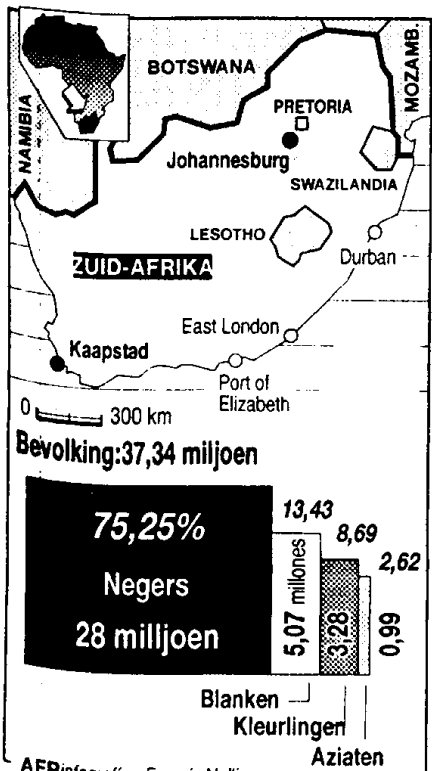 NAMIBIA
BOTSWANA
MOZAMB.
PRETORIA
Johannesburg
SWAZILANDIA
LESOTHO
Durban
ZUID-AFRIKA
East London
Kaapstad
Port of
Elizabeth
0 300 km
Bevolking:37,34 miljoen
75,25%
Negers
28 milljoen
13,43
5,07 millones
8,69
3,28
2,62
0,99
Blanken
Kleurlingen
Aziaten
AFP